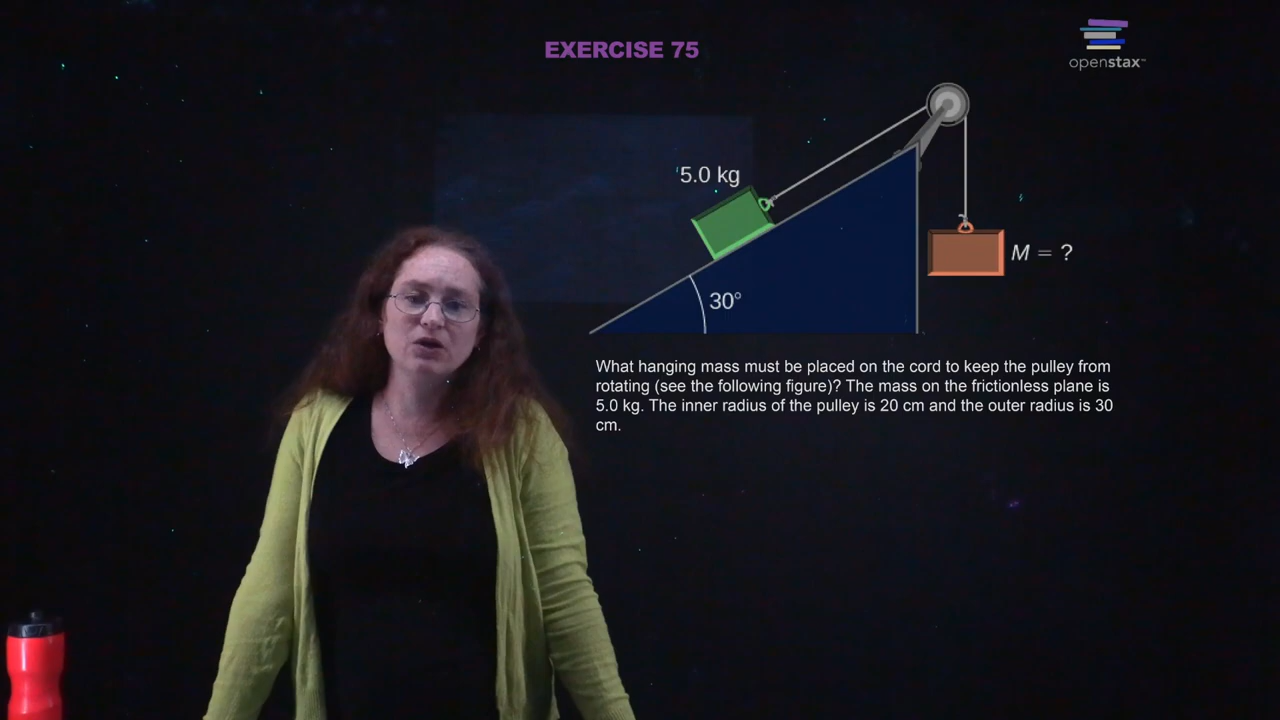 EXERCISE 75
openstax™
5.0 kg
M = ?
30°
What hanging mass must be placed on the cord to keep the pulley from
rotating (see the following figure)? The mass on the frictionless plane is
5.0 kg. The inner radius of the pulley is 20 cm and the outer radius is 30
cm.